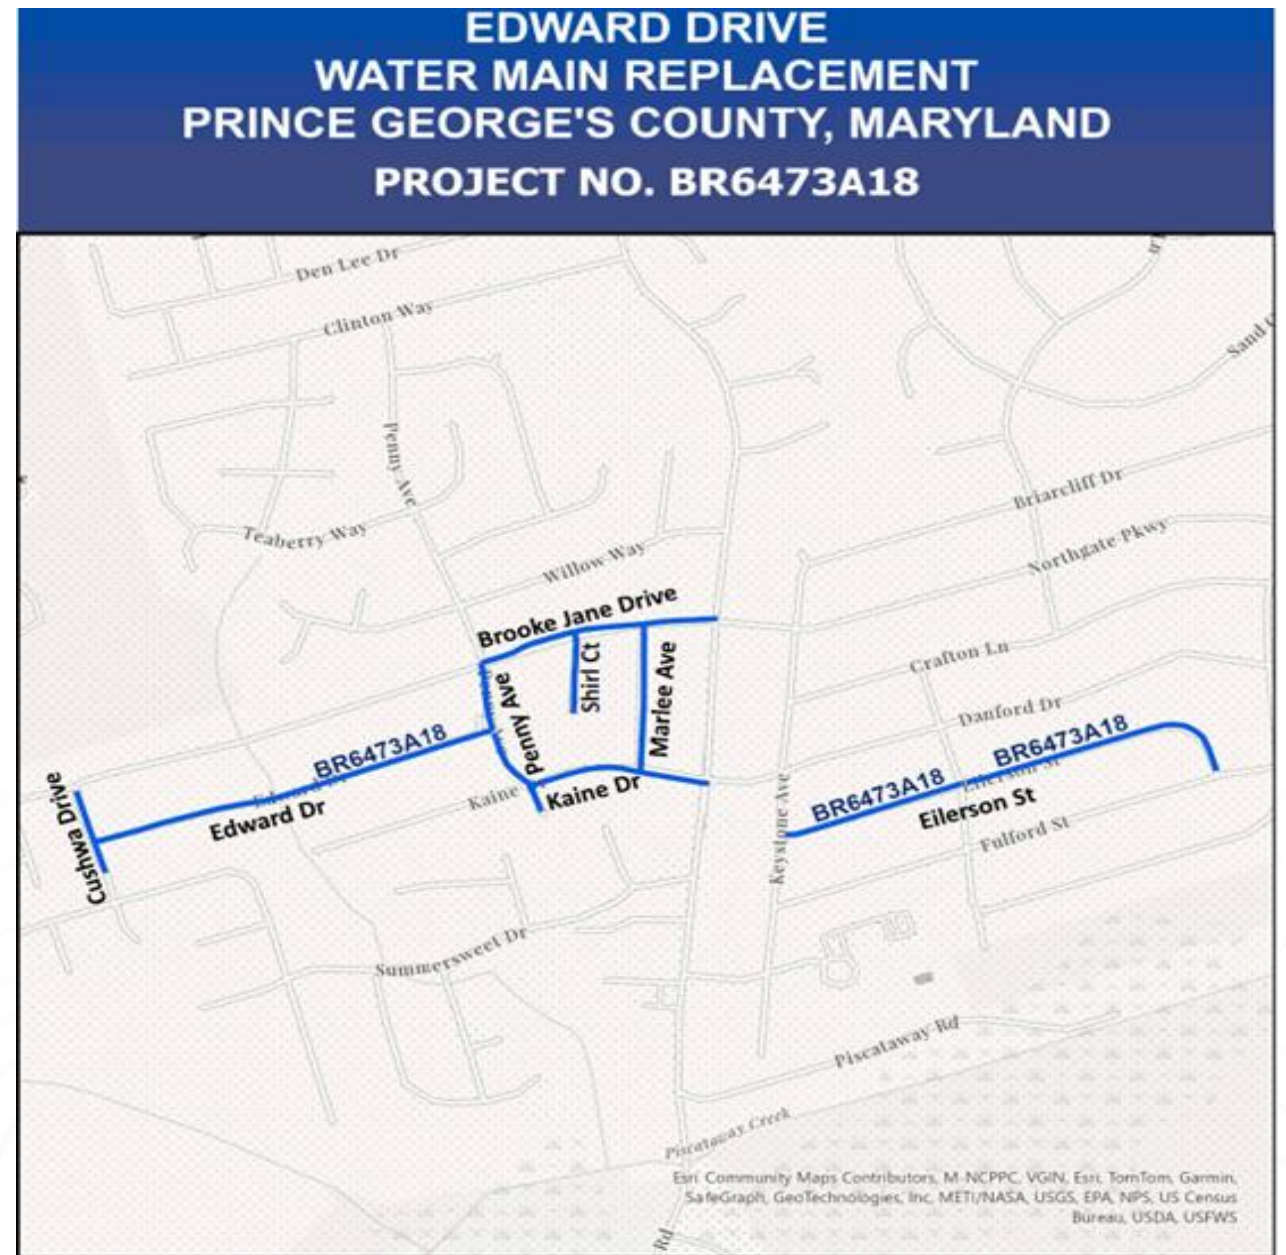 EDWARD DRIVE
WATER MAIN REPLACEMENT
PRINCE GEORGE'S COUNTY, MARYLAND
PROJECT NO. BR6473A18
Den Lee Dr
Clinton Way
Sand
Penny Ave
Briarcliff Dr
Teaberry Way
Northgate Pkwy
Willow Way
Brooke Jane Drive
Shirl Ct
Marlee Ave
Crafton Ln
Penny Ave
Danford Dr
BR6473A18
BR6473A18
BR6473A18
Cushwa Drive
Edward Dr
Kaine
Kaine Dr
Keystone Ave
Eilerson St
Eilerson St
Fulford St
Summersweet Dr
Piscataway Rd
Piscataway Creek
Rd
Esri Community Maps Contributors, M-NCPPC, VGIN, Esri, TomTom, Garmin,
SafeGraph, GeoTechnologies, Inc, METI/NASA, USGS, EPA, NPS, US Census
Bureau, USDA, USFWS